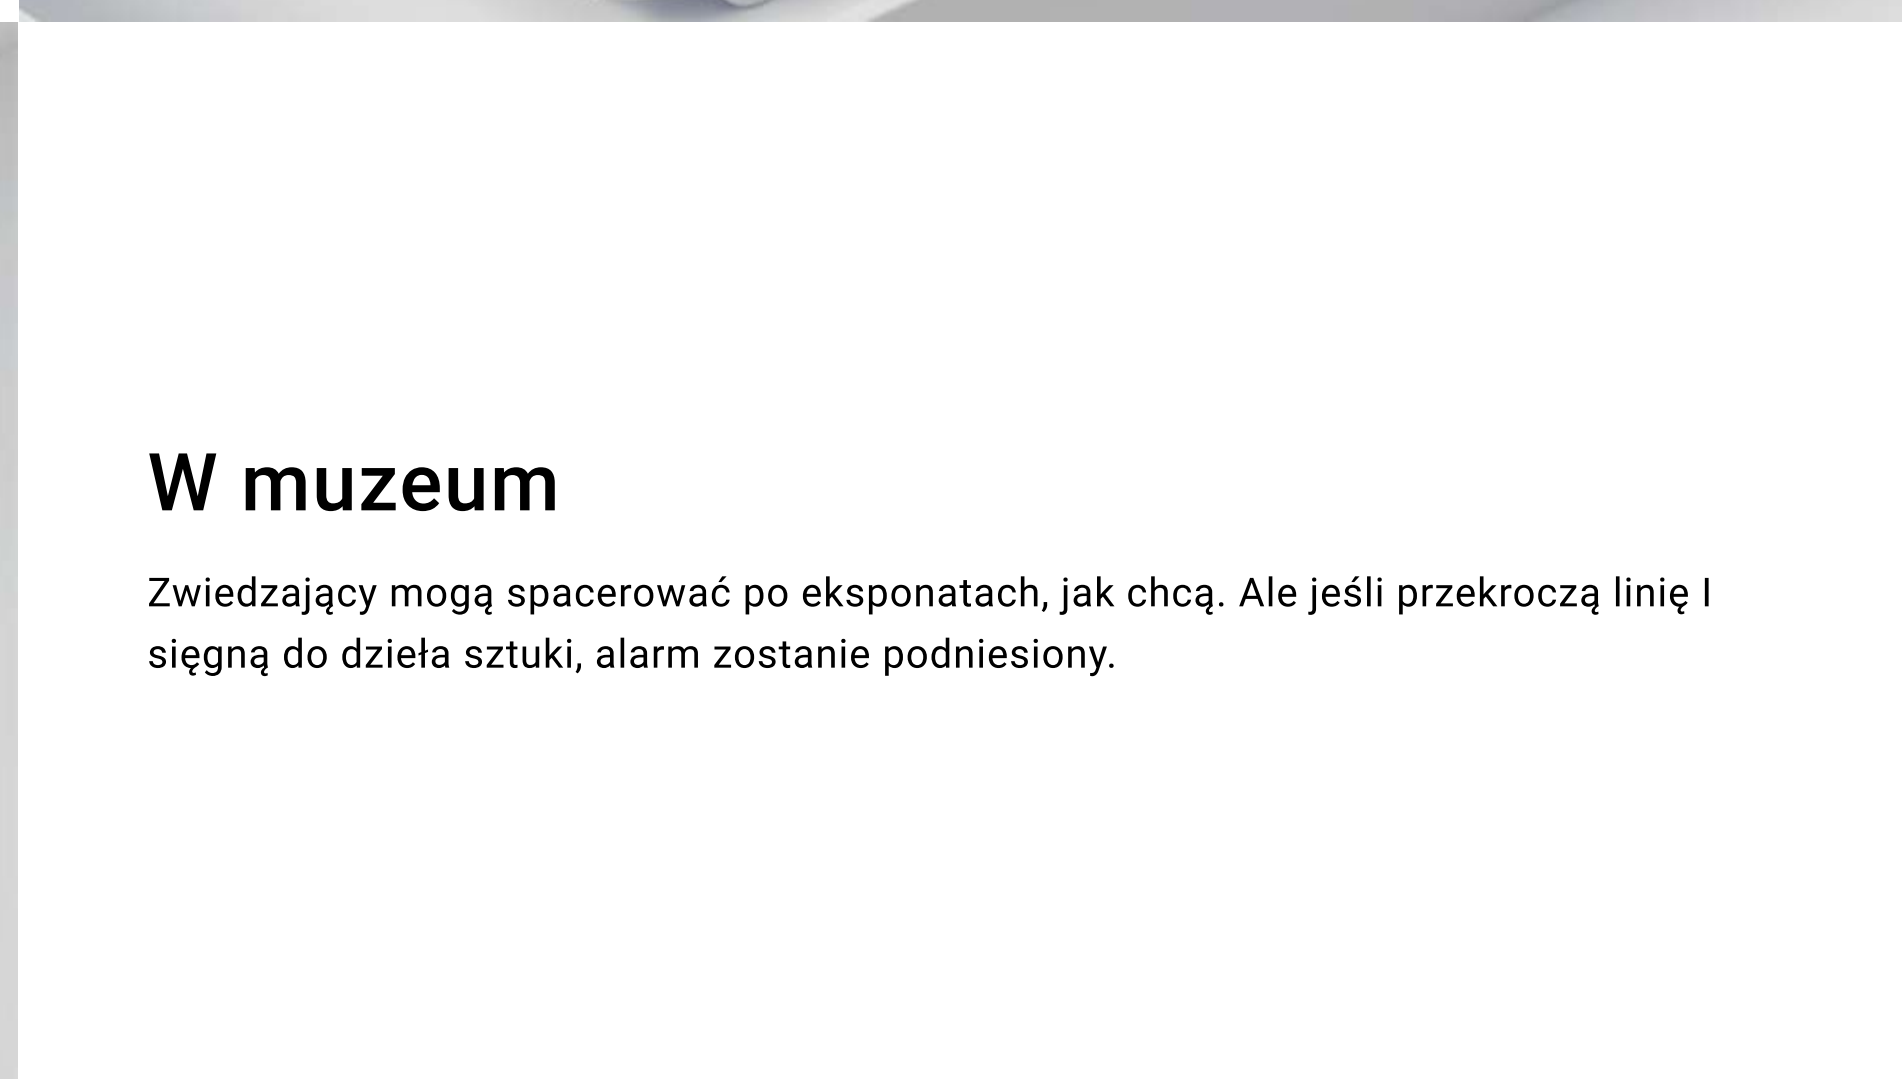 W muzeum
Zwiedzający mogą spacerować po eksponatach, jak chcą. Ale jeśli przekroczą linię I
sięgną do dzieła sztuki, alarm zostanie podniesiony.